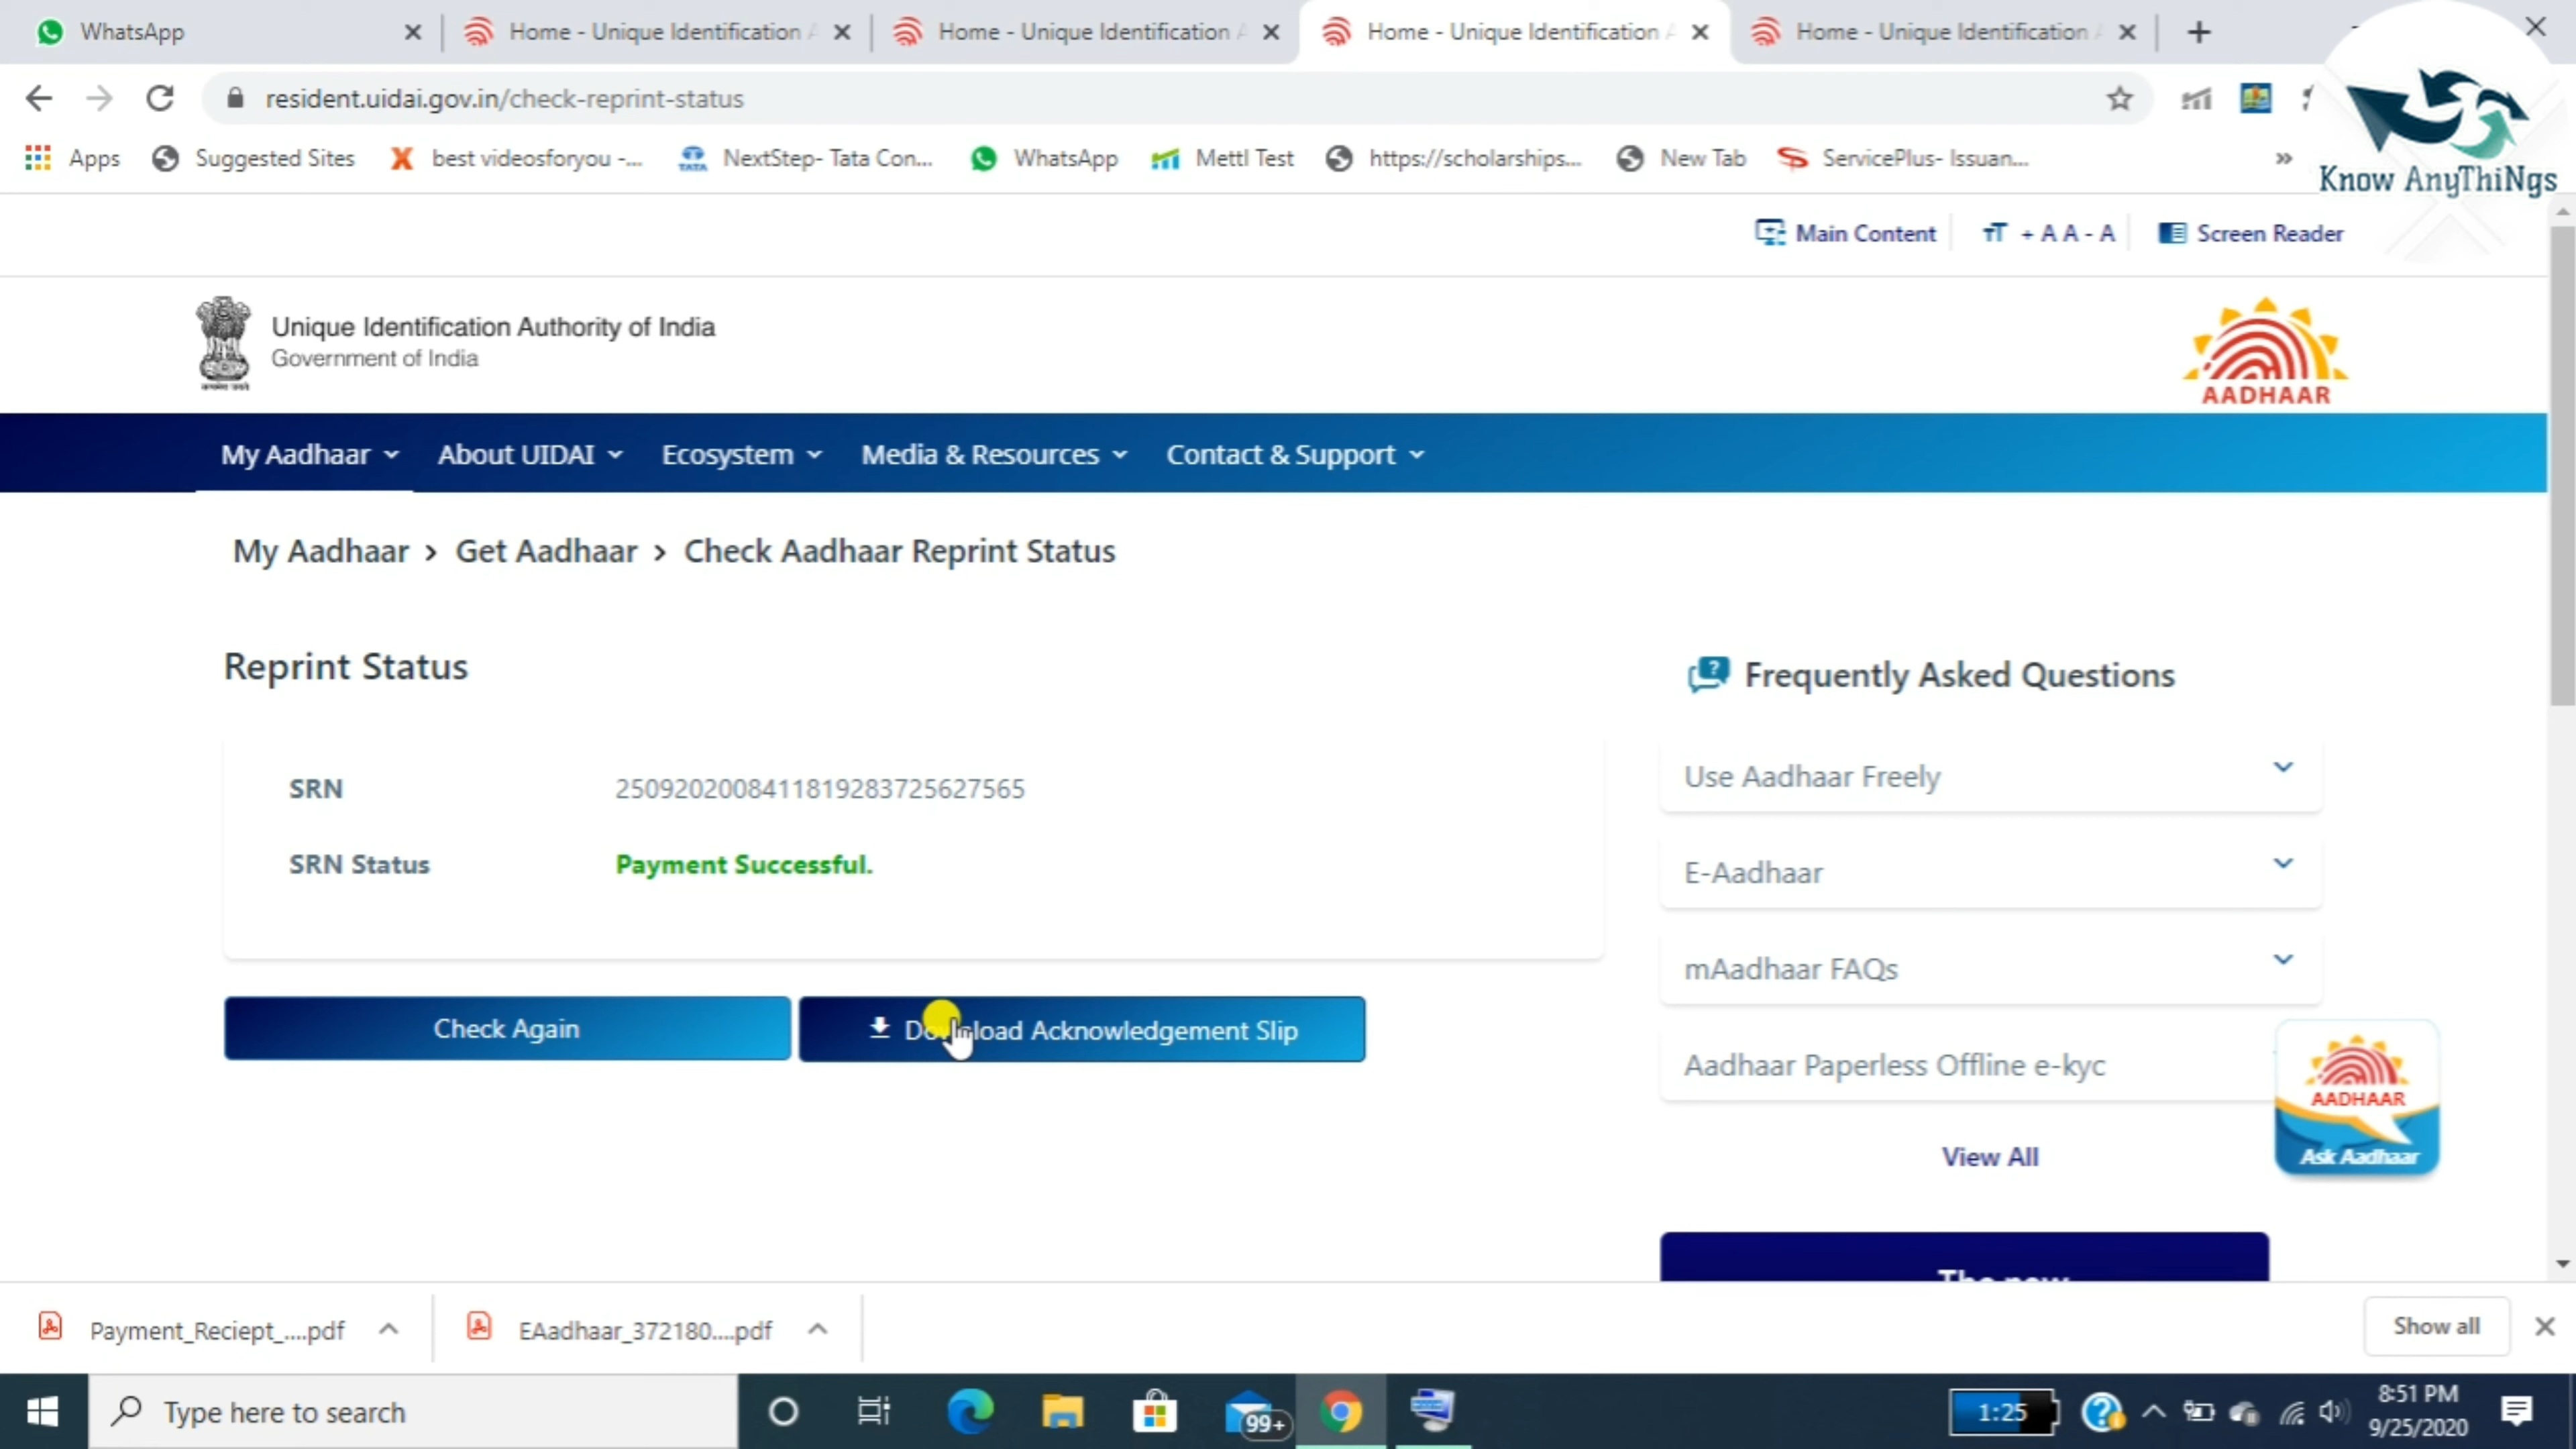 WhatsApp
Home - Unique Identification A
Home - Unique Identification A
Home - Unique Identification A
Home - Unique Identification A
resident.uidai.gov.in/check-reprint-status
Apps
Suggested Sites
best videosforyou -...
NextStep- Tata Con...
WhatsApp
Mettl Test
https://scholarships...
New Tab
ServicePlus- Issuan...
»
Know AnyThiNgs
Main Content
+ A A - A
Screen Reader
Unique Identification Authority of India
Government of India
AADHAAR
My Aadhaar
About UIDAI
Ecosystem
Media & Resources
Contact & Support
My Aadhaar > Get Aadhaar > Check Aadhaar Reprint Status
Reprint Status
SRN 2509202008411819283725627565
SRN Status Payment Successful.
Check Again
Download Acknowledgement Slip
Frequently Asked Questions
Use Aadhaar Freely
E-Aadhaar
mAadhaar FAQs
Aadhaar Paperless Offline e-kyc
View All
AADHAAR
Ask Aadhaar
The new
Payment_Reciept_....pdf
EAadhaar_372180....pdf
Show all
Type here to search
99+
1:25
8:51 PM
9/25/2020